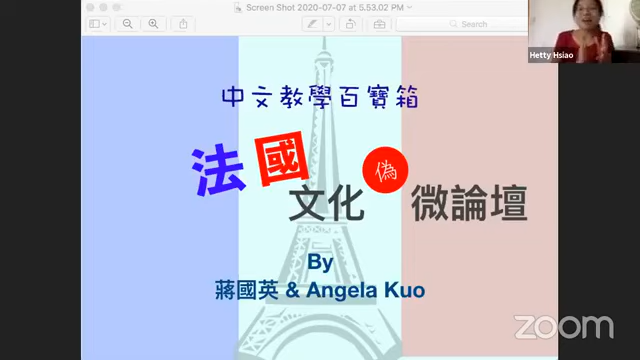 Screen Shot 2020-07-07 at 5.53.02 PM
Search
Hetty Hsiao
中文教學百寶箱
法國
偽
文化 微論壇
By
蔣國英 & Angela Kuo
zoom